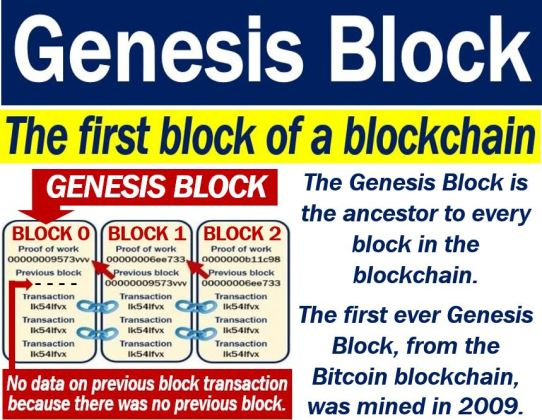 Genesis Block
The first block of a blockchain
GENESIS BLOCK
BLOCK 0
Proof of work
00000009573vvv
Previous block
- - - - -
Transaction
lk54lfvx
Transaction
lk54lfvx
Transaction
lk54lfvx
BLOCK 1
Proof of work
00000006ee733
Previous block
00000009573vvv
Transaction
lk54lfvx
Transaction
lk54lfvx
Transaction
lk54lfvx
BLOCK 2
Proof of work
0000000b11c98
Previous block
00000006ee733
Transaction
lk54lfvx
Transaction
lk54lfvx
Transaction
lk54lfvx
No data on previous block transaction
because there was no previous block.
The Genesis Block is
the ancestor to every
block in the
blockchain.
The first ever Genesis
Block, from the
Bitcoin blockchain,
was mined in 2009.